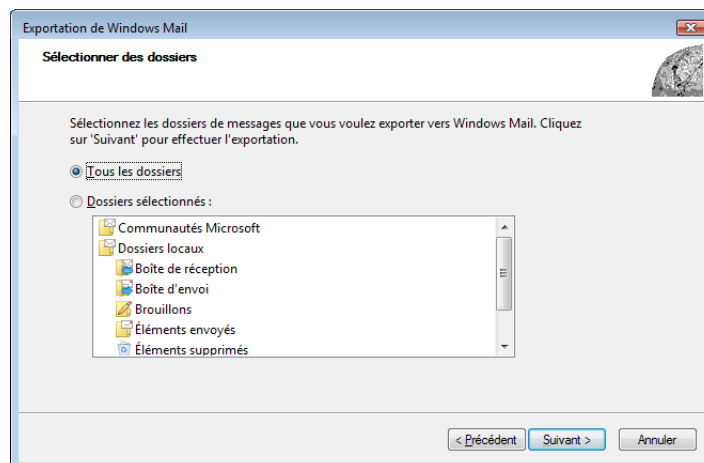 Exportation de Windows Mail
Sélectionner des dossiers
Sélectionnez les dossiers de messages que vous voulez exporter vers Windows Mail. Cliquez
sur 'Suivant' pour effectuer l'exportation.
Tous les dossiers
Dossiers sélectionnés :
Communautés Microsoft
Dossiers locaux
Boîte de réception
Boîte d'envoi
Brouillons
Éléments envoyés
Éléments supprimés
< Précédent Suivant > Annuler